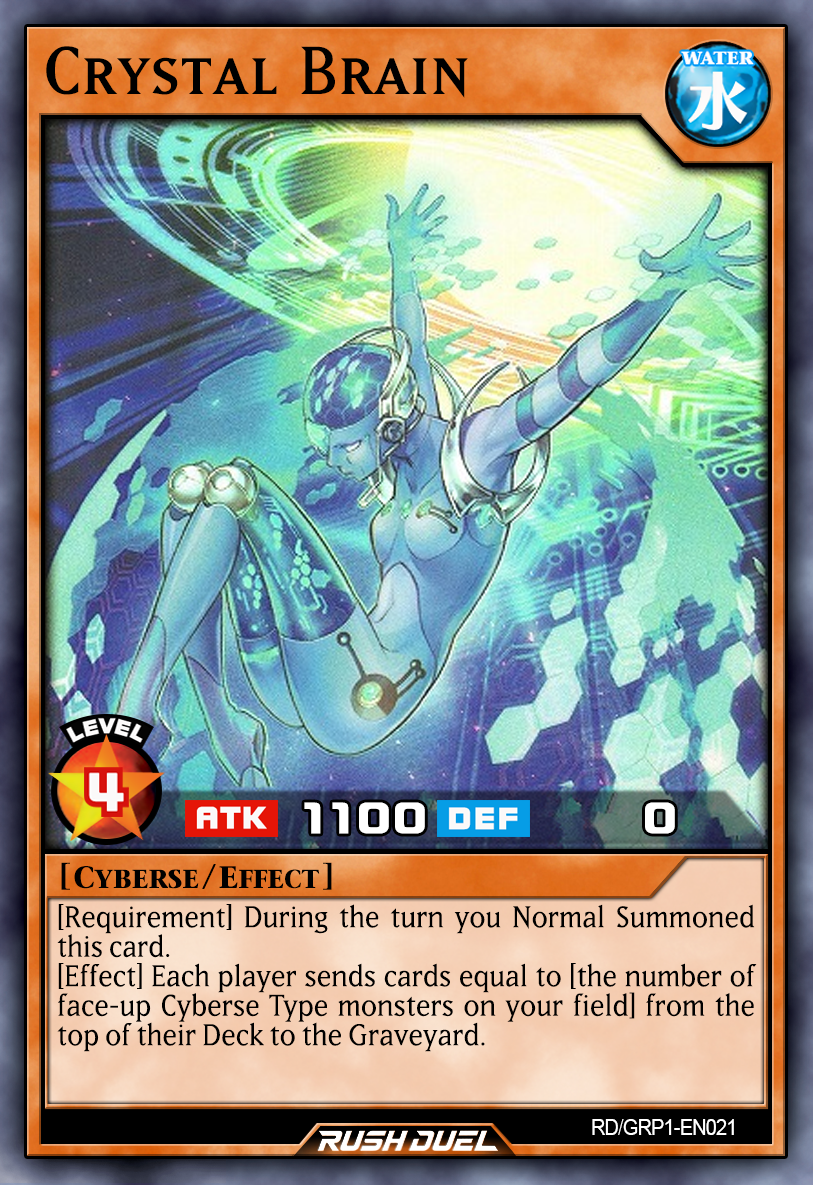 Crystal Brain
WATER
水
LEVEL
4
ATK 1100 DEF 0
[Cyberse/Effect]
[Requirement] During the turn you Normal Summoned
this card.
[Effect] Each player sends cards equal to [the number of
face-up Cyberse Type monsters on your field] from the
top of their Deck to the Graveyard.
RD/GRP1-EN021
RUSH DUEL